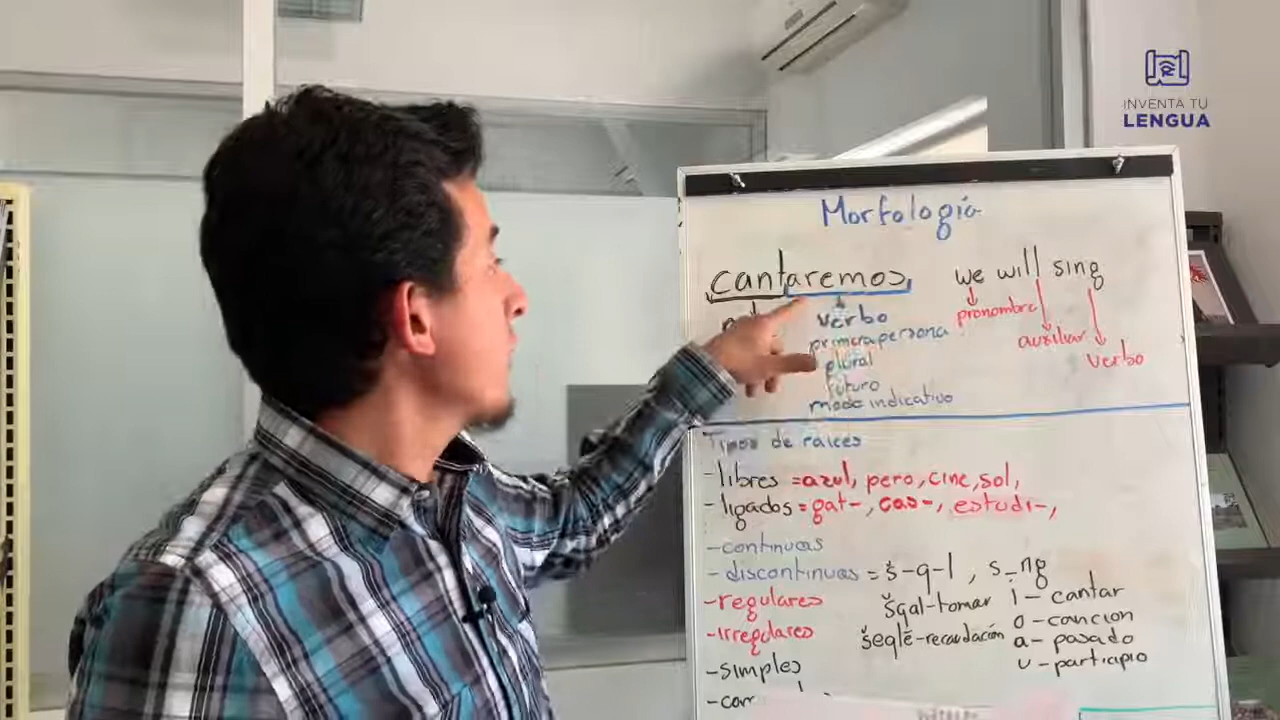 INVENTA TU
LENGUA
Morfología
cantaremos
we will sing
verbo
primera persona
plural
futuro
modo indicativo
pronombre
auxiliar
verbo
Tipos de raíces
-libres =azul, pero, cine, sol,
-ligados = gat-, cas-, estudi-,
-continuas
-discontinuas = š-q-l , s_ng
-regulares
-irregulares
-simples
šqal-tomar
šeqlē-recaudación
i - cantar
o -canción
a- pasado
u -participio